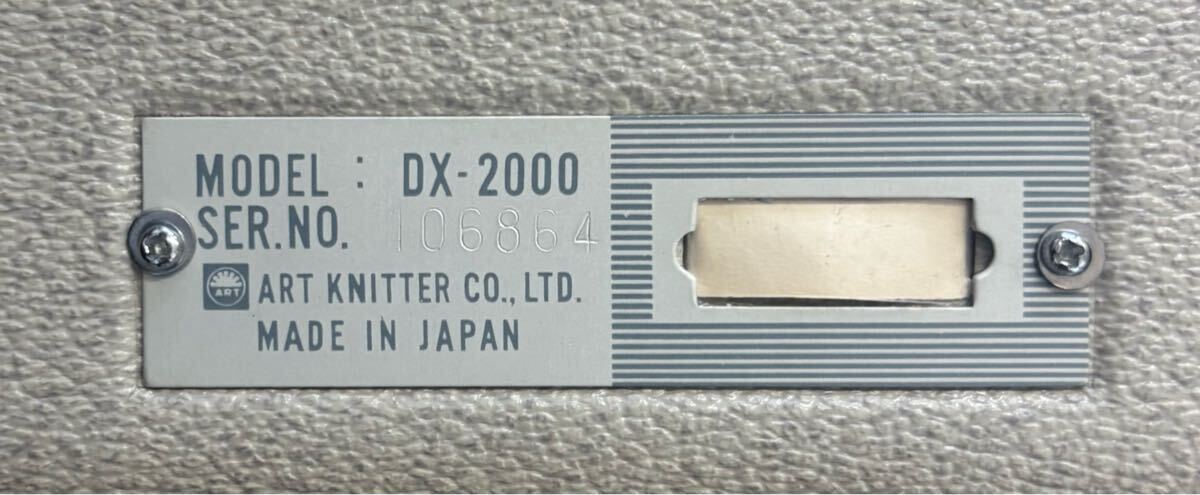 MODEL : DX-2000
SER.NO. 106864
ART ART KNITTER CO., LTD.
MADE IN JAPAN